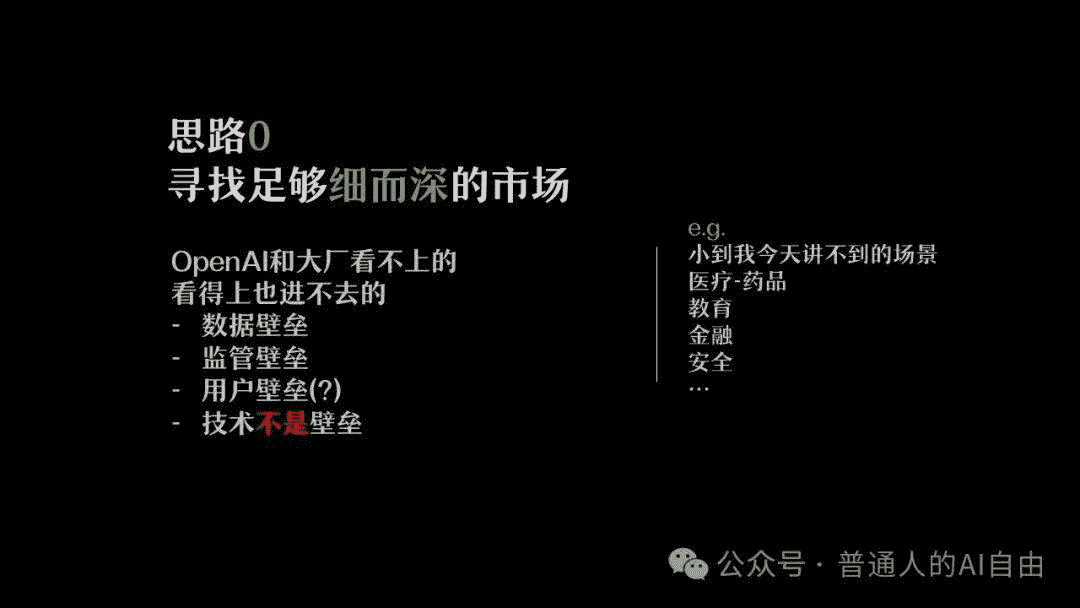 思路0
寻找足够细而深的市场
OpenAI和大厂看不上的
看得上也进不去的
- 数据壁垒
- 监管壁垒
- 用户壁垒(?)
- 技术不是壁垒
e.g.
小到我今天讲不到的场景
医疗-药品
教育
金融
安全
...
公众号 · 普通人的AI自由